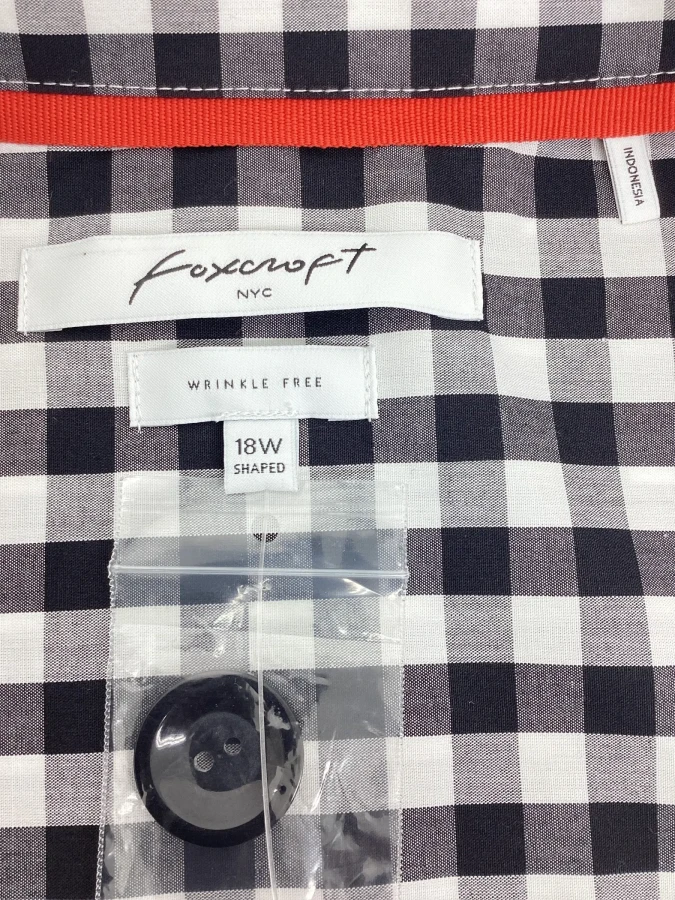 INDONESIA
Foxcroft
NYC
WRINKLE FREE
18W
SHAPED